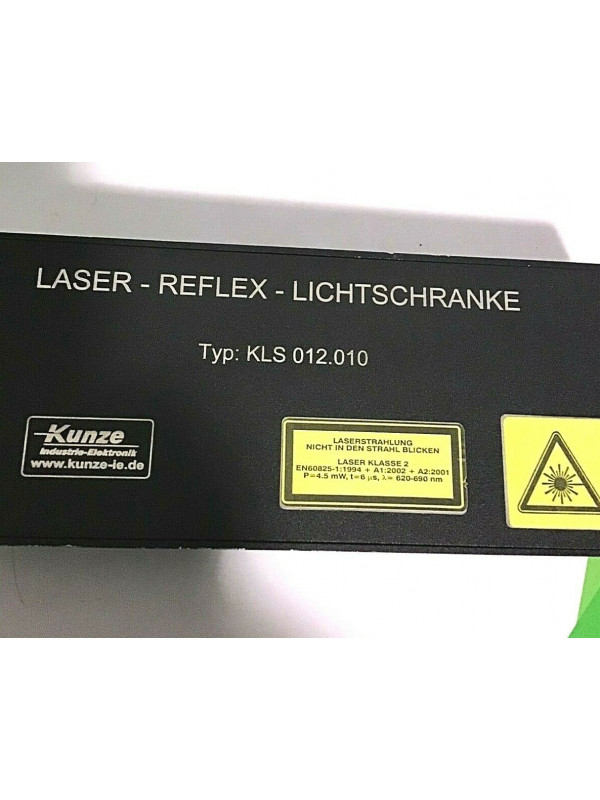 LASER - REFLEX - LICHTSCHRANKE
Typ: KLS 012.010
Kunze
Industrie-Elektronik
www.kunze-ie.de
LASERSTRAHLUNG
NICHT IN DEN STRAHL BLICKEN
LASER KLASSE 2
EN60825-1:1994 + A1:2002 + A2:2001
P=4.5 mW, t=6 µs, λ= 620-690 nm